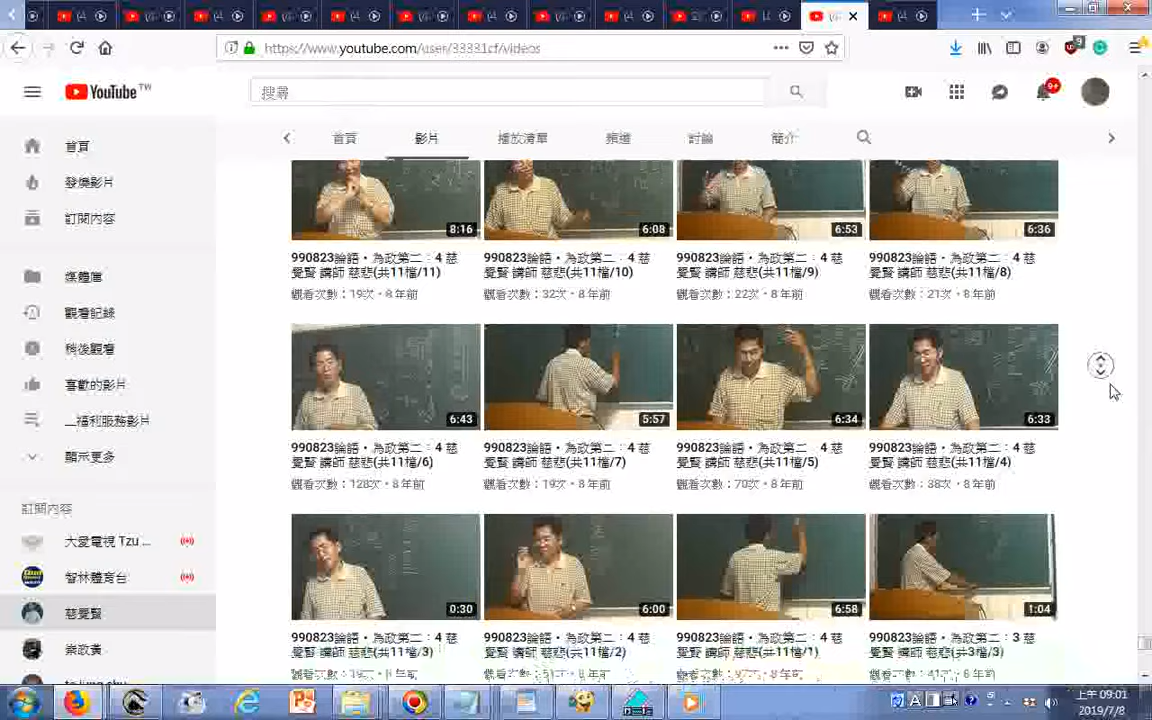 https://www.youtube.com/user/33331cf/videos
YouTube TW
搜尋
9+
首頁
影片
播放清單
頻道
討論
簡介
首頁
發燒影片
訂閱內容
媒體庫
觀看記錄
稍後觀看
喜歡的影片
_福利服務影片
顯示更多
訂閱內容
大愛電視 Tzu ...
智林體育台
慈愛賢
8:16
6:08
6:53
6:36
990823論語‧為政第二：4 慈
愛賢 講師 慈悲(共11檔/11)
觀看次數：19次 · 8 年前
990823論語‧為政第二：4 慈
愛賢 講師 慈悲(共11檔/10)
觀看次數：32次 · 8 年前
990823論語‧為政第二：4 慈
愛賢 講師 慈悲(共11檔/9)
觀看次數：22次 · 8 年前
990823論語‧為政第二：4 慈
愛賢 講師 慈悲(共11檔/8)
觀看次數：21次 · 8 年前
6:43
5:57
6:34
6:33
990823論語‧為政第二：4 慈
愛賢 講師 慈悲(共11檔/6)
觀看次數：128次 · 8 年前
990823論語‧為政第二：4 慈
愛賢 講師 慈悲(共11檔/7)
觀看次數：19次 · 8 年前
990823論語‧為政第二：4 慈
愛賢 講師 慈悲(共11檔/5)
觀看次數：70次 · 8 年前
990823論語‧為政第二：4 慈
愛賢 講師 慈悲(共11檔/4)
觀看次數：38次 · 8 年前
0:30
6:00
6:58
1:04
990823論語‧為政第二：4 慈
愛賢 講師 慈悲(共11檔/3)
990823論語‧為政第二：4 慈
愛賢 講師 慈悲(共11檔/2)
990823論語‧為政第二：4 慈
愛賢 講師 慈悲(共11檔/1)
990823論語‧為政第二：3 慈
愛賢 講師 慈悲(共3檔/3)
上午 09:01
2019/7/8